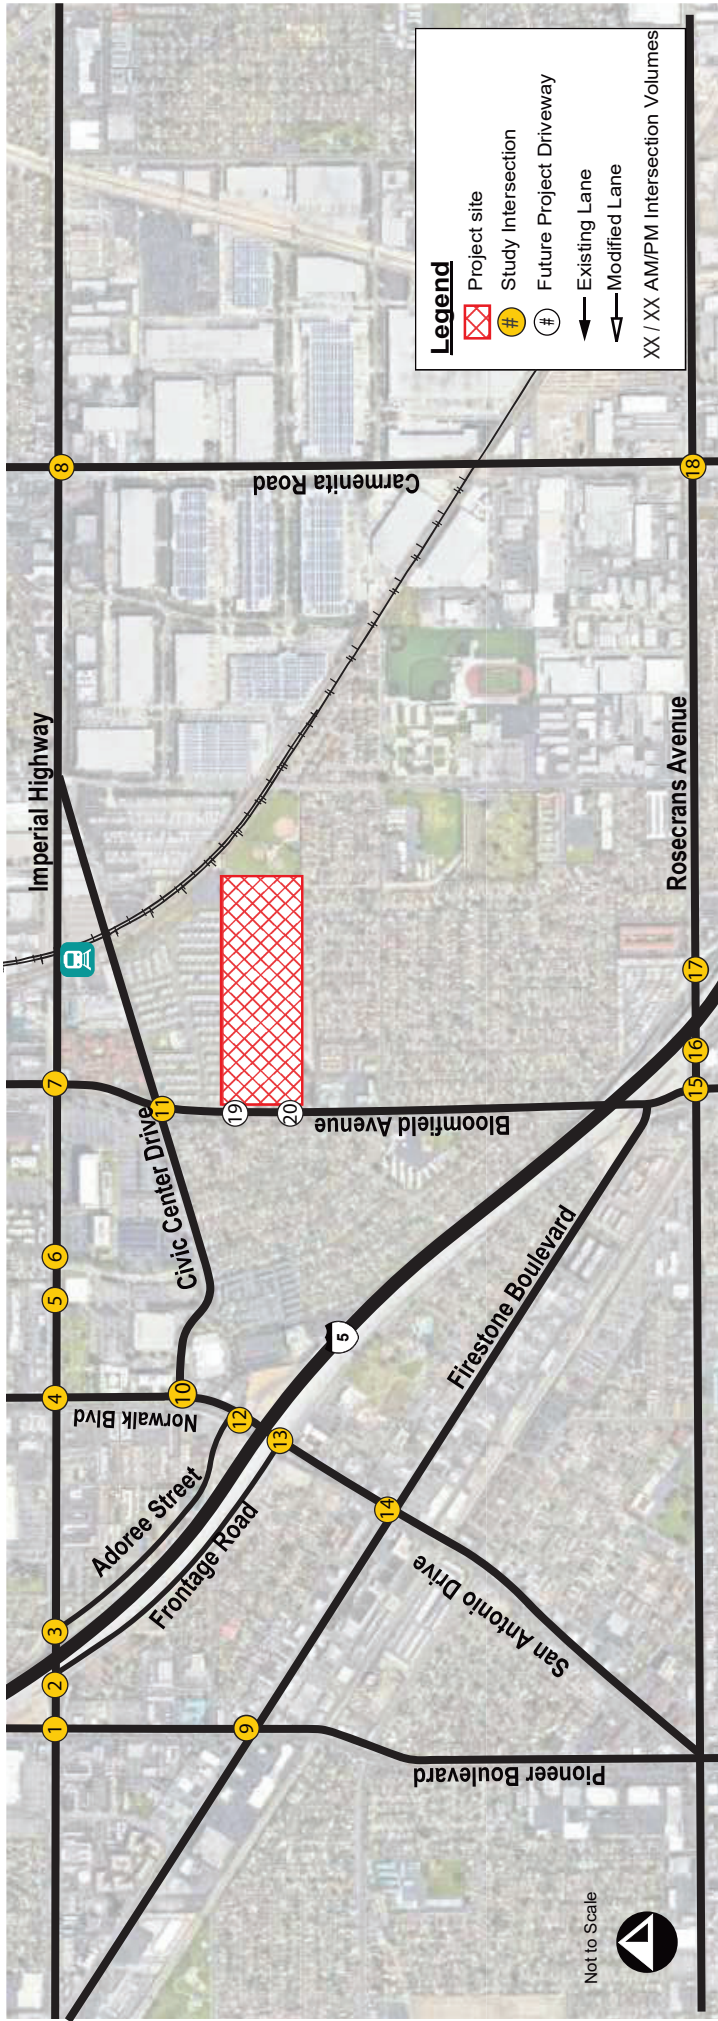 Imperial Highway
1
2
3
4
5
6
7
8
Norwalk Blvd
Civic Center Drive
10
11
12
13
14
9
19
20
Adoree Street
Frontage Road
5
Bloomfield Avenue
Carmenita Road
Firestone Boulevard
San Antonio Drive
Pioneer Boulevard
Rosecrans Avenue
15
16
17
18
Not to Scale
Legend
Project site
# Study Intersection
# Future Project Driveway
Existing Lane
Modified Lane
XX / XX AM/PM Intersection Volumes